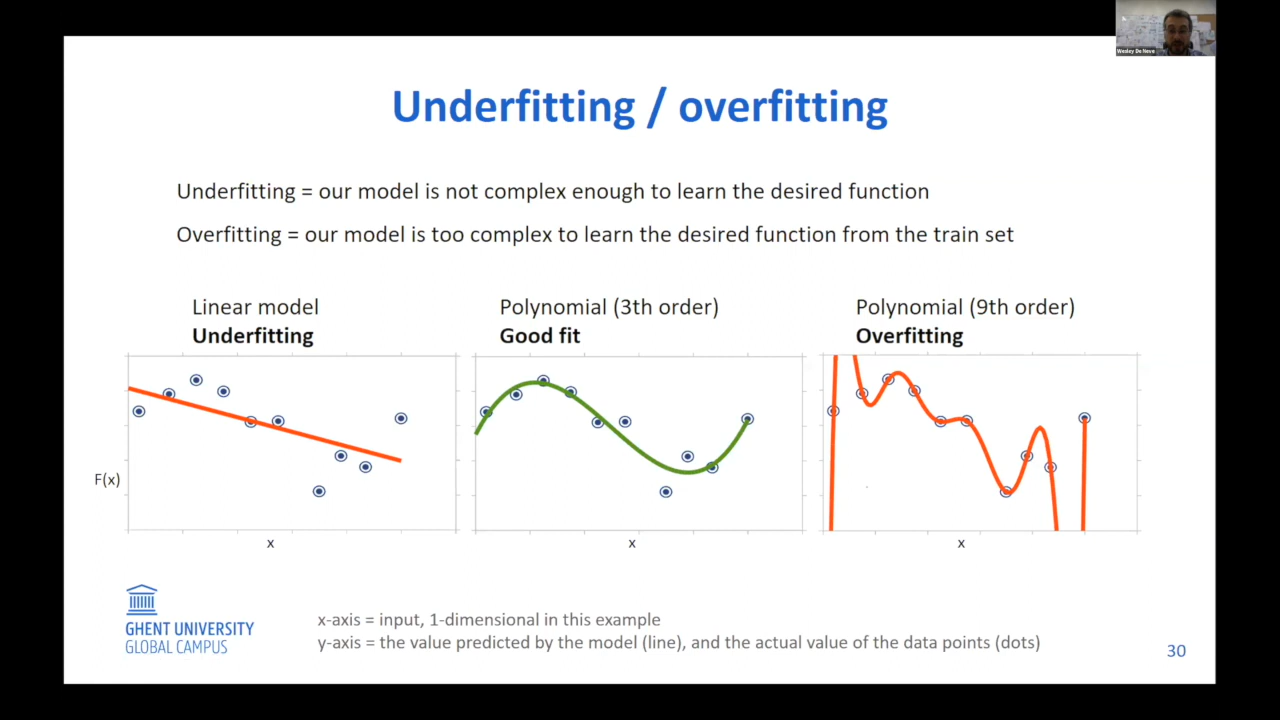 Wesley De Neve
Underfitting / overfitting
Underfitting = our model is not complex enough to learn the desired function
Overfitting = our model is too complex to learn the desired function from the train set
Linear model
Underfitting
Polynomial (3th order)
Good fit
Polynomial (9th order)
Overfitting
F(x)
x
x
x
GHENT UNIVERSITY
GLOBAL CAMPUS
x-axis = input, 1-dimensional in this example
y-axis = the value predicted by the model (line), and the actual value of the data points (dots)
30